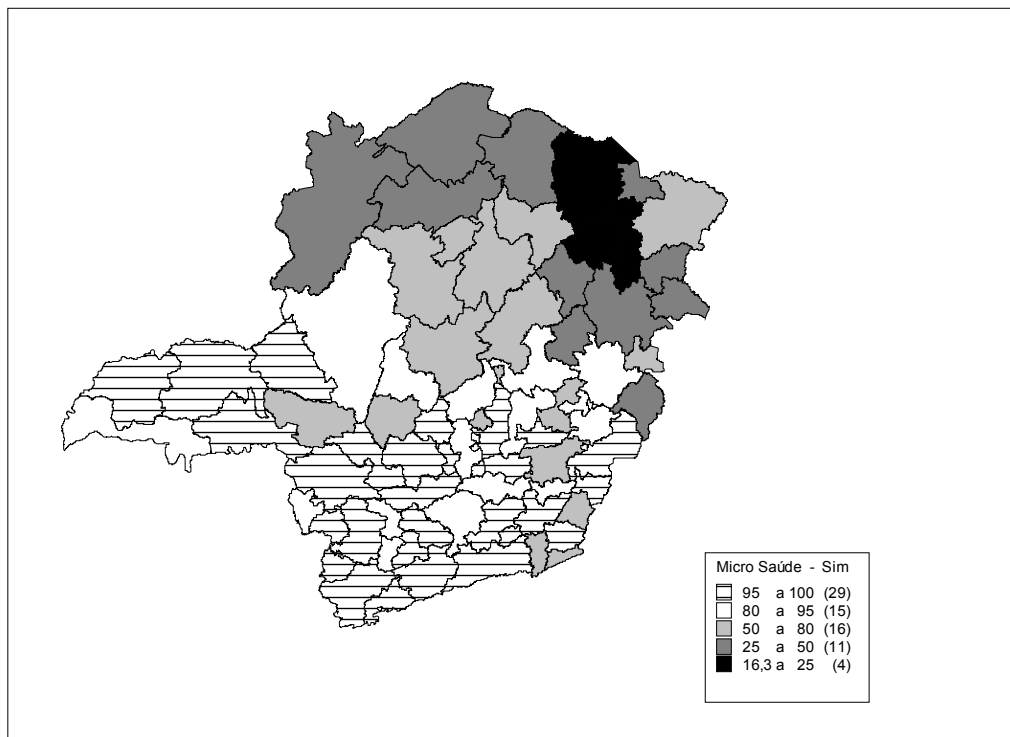 Micro Saúde - Sim
95 a 100 (29)
80 a 95 (15)
50 a 80 (16)
25 a 50 (11)
16,3 a 25 (4)